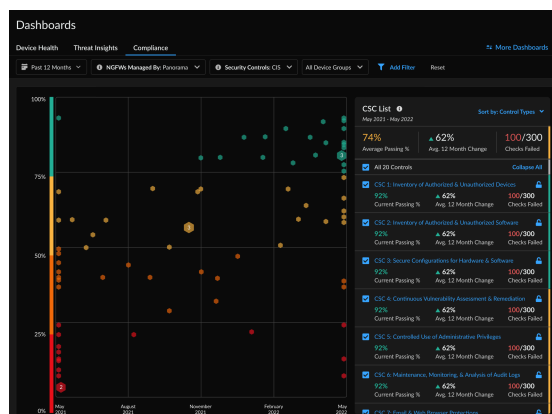 Dashboards
Device Health Threat Insights Compliance
More Dashboards
Past 12 Months NGFWs Managed By: Panorama Security Controls: CIS All Device Groups Add Filter Reset
100%
75%
50%
25%
0%
3
1
2
May 2021
August 2021
November 2021
February 2022
May 2022
CSC List
Sort by: Control Types
May 2021 - May 2022
74% 62% 100/300
Average Passing % Avg. 12 Month Change Checks Failed
All 20 Controls Collapse All
CSC 1: Inventory of Authorized & Unauthorized Devices
92% 62% 100/300
Current Passing % Avg. 12 Month Change Checks Failed
CSC 2: Inventory of Authorized & Unauthorized Software
92% 62% 100/300
Current Passing % Avg. 12 Month Change Checks Failed
CSC 3: Secure Configurations for Hardware & Software
92% 62% 100/300
Current Passing % Avg. 12 Month Change Checks Failed
CSC 4: Continuous Vulnerability Assessment & Remediation
92% 62% 100/300
Current Passing % Avg. 12 Month Change Checks Failed
CSC 5: Controlled Use of Administrative Privileges
92% 62% 100/300
Current Passing % Avg. 12 Month Change Checks Failed
CSC 6: Maintenance, Monitoring, & Analysis of Audit Logs
92% 62% 100/300
Current Passing % Avg. 12 Month Change Checks Failed
CSC 7: Email & Web Browser Protections